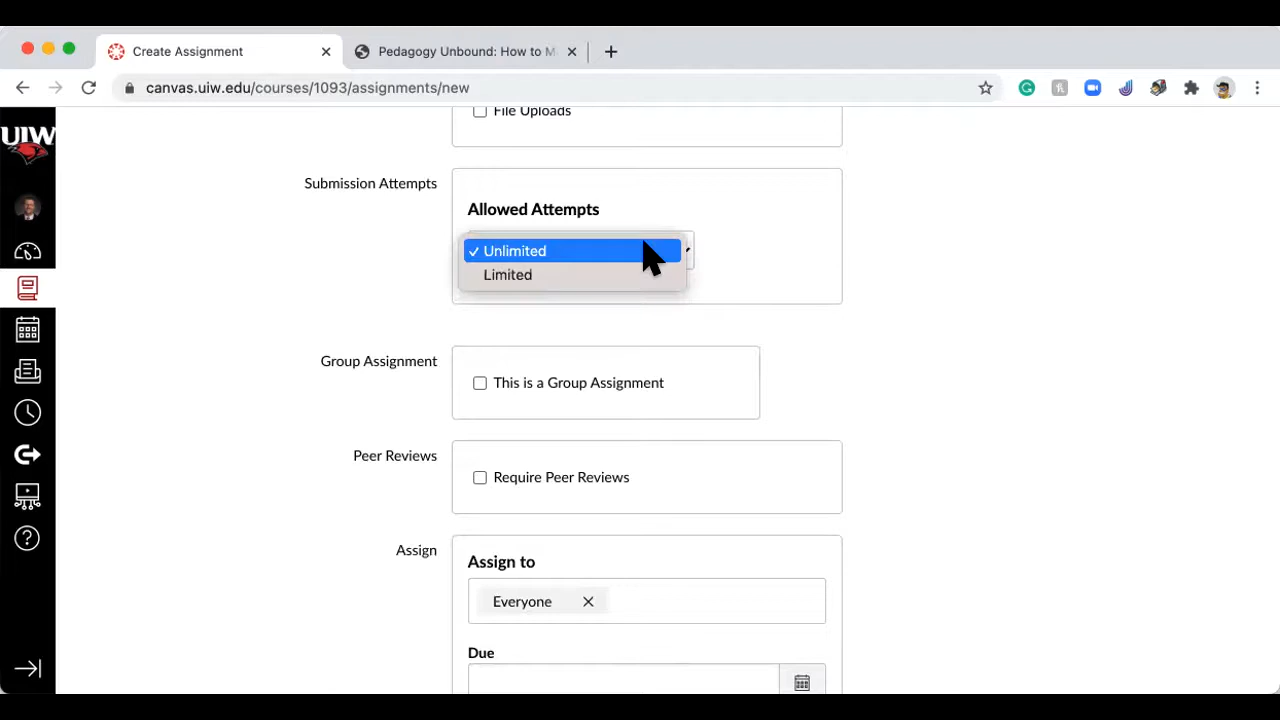 Create Assignment
Pedagogy Unbound: How to M
canvas.uiw.edu/courses/1093/assignments/new
UIW
File Uploads
Submission Attempts
Allowed Attempts
✓ Unlimited
Limited
Group Assignment
This is a Group Assignment
Peer Reviews
Require Peer Reviews
Assign
Assign to
Everyone
Due